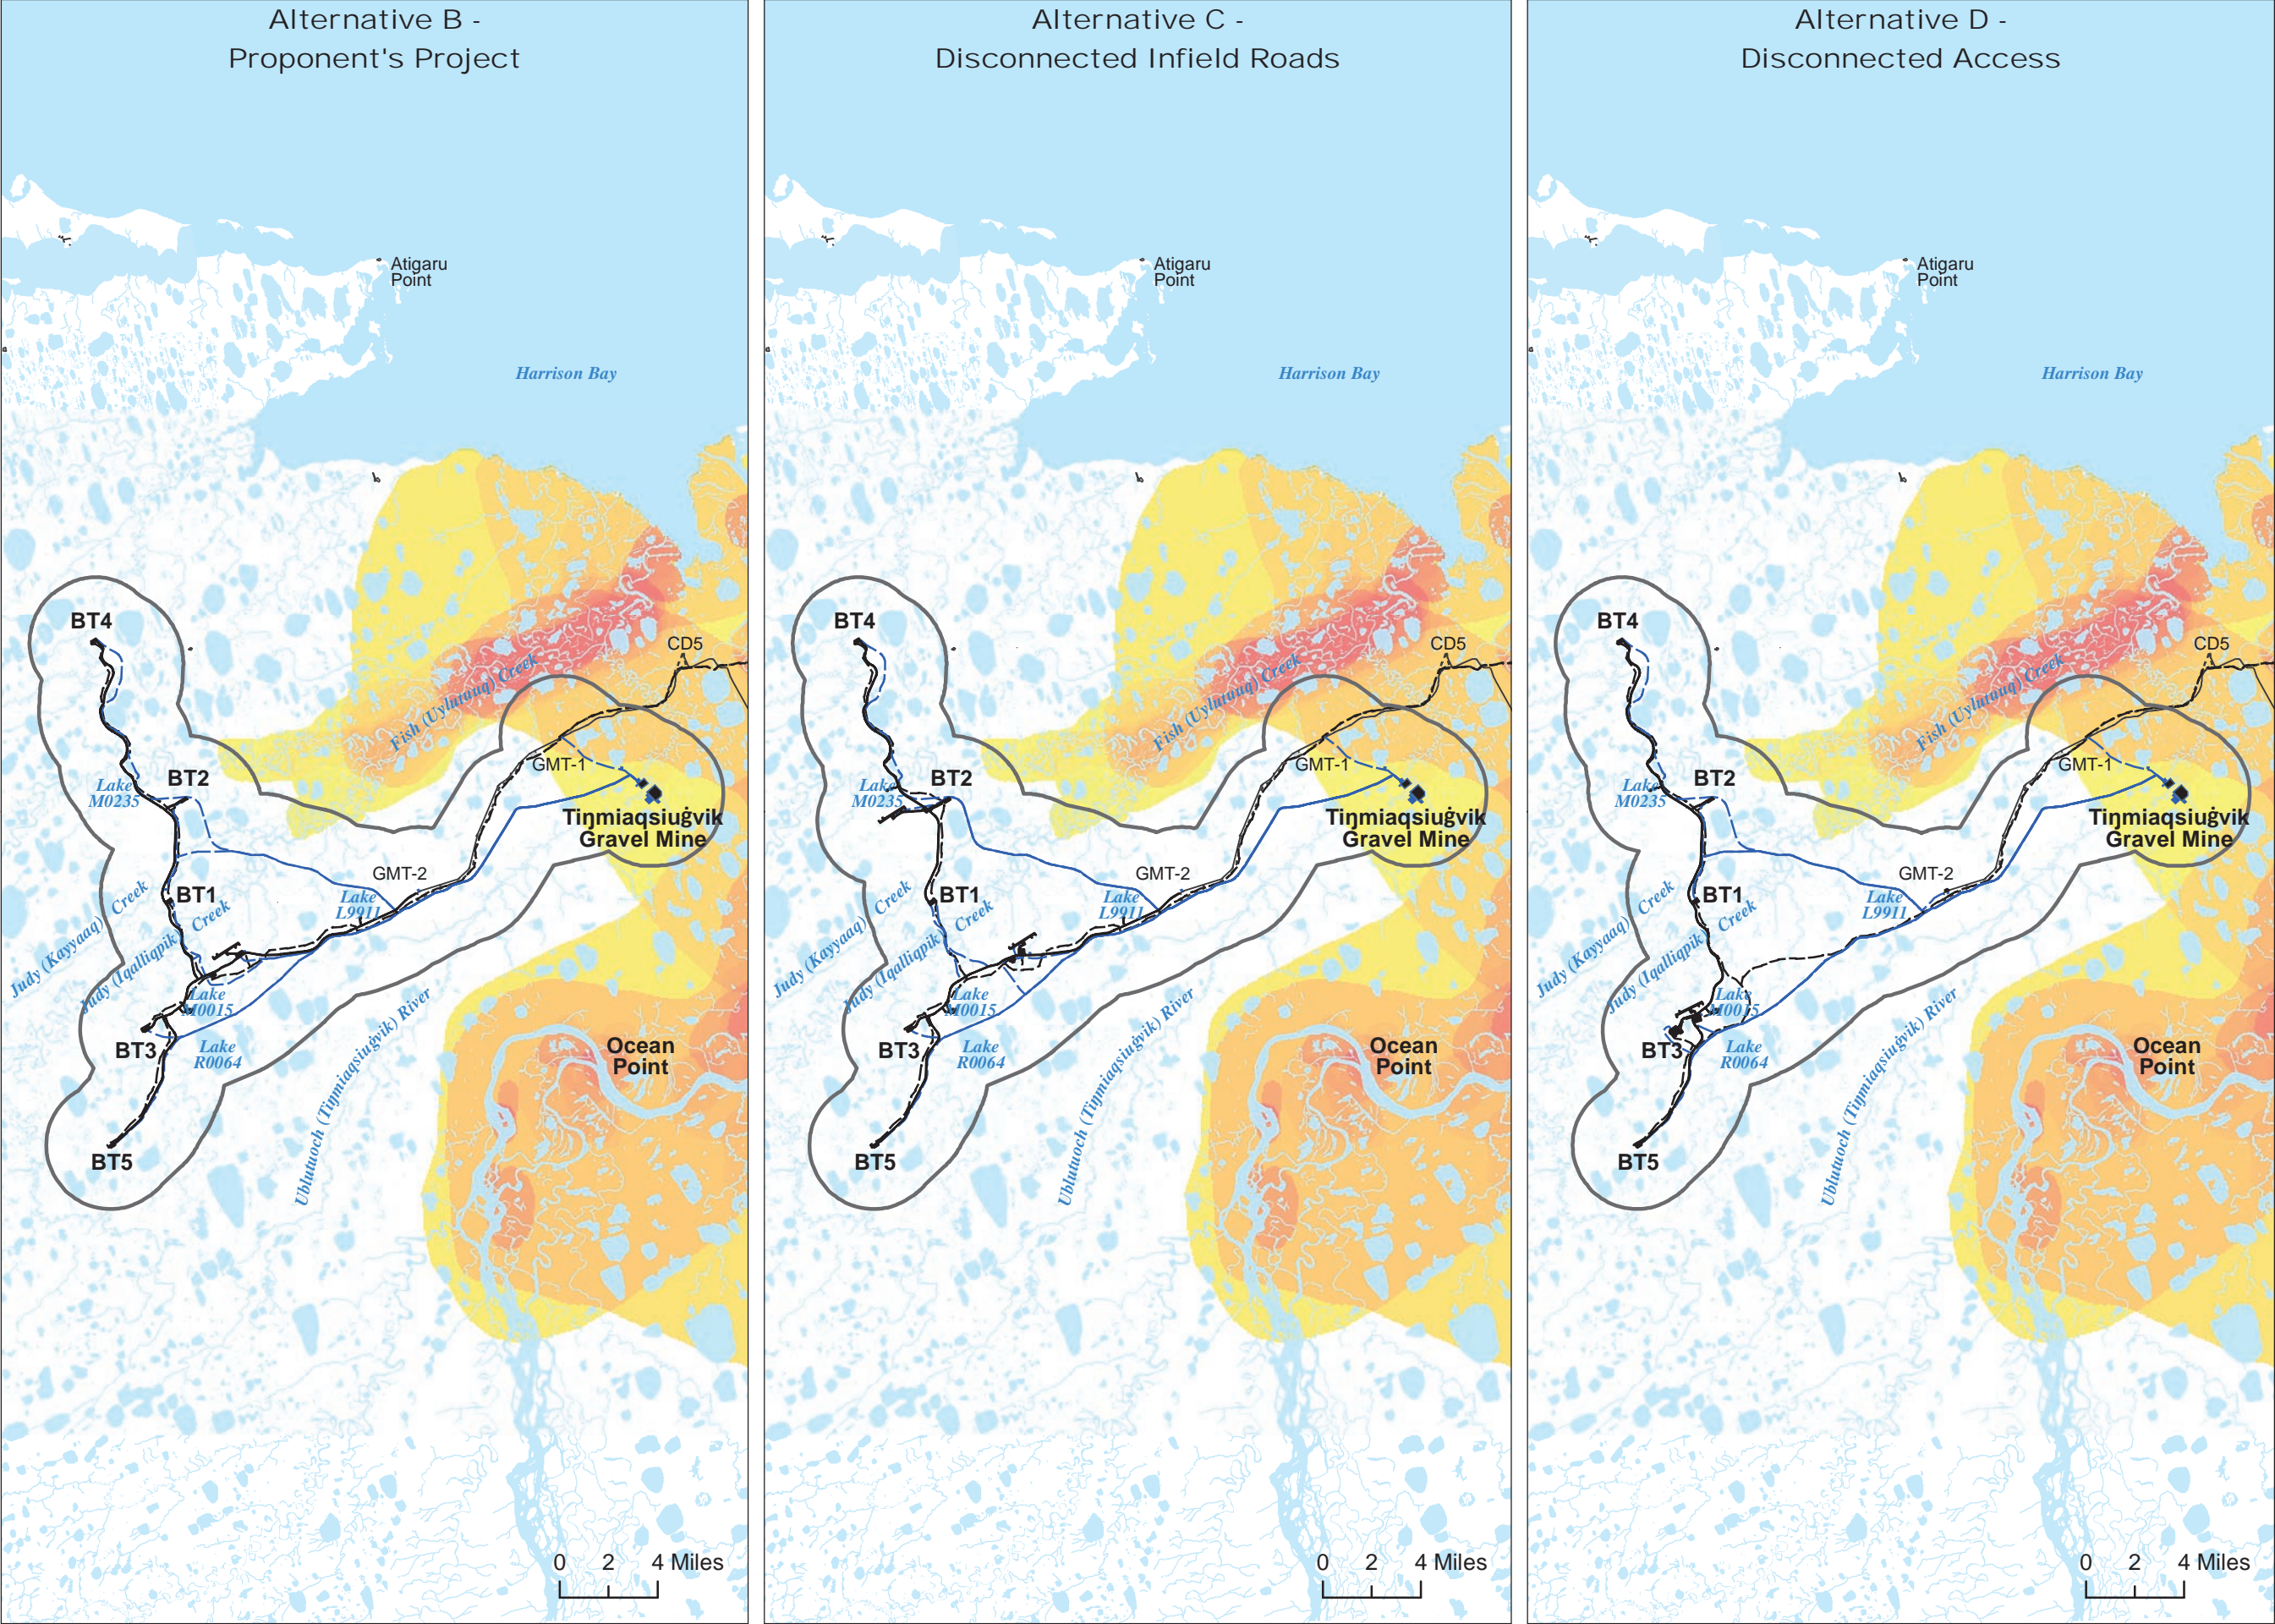 Alternative B -
Proponent's Project
Atigaru
Point
Harrison Bay
BT4
CD5
Fish (Uylutuuq) Creek
GMT-1
BT2
Lake
M0235
Tiŋmiaqsiuġvik
Gravel Mine
GMT-2
BT1
Lake
L9911
Judy (Kayyaaq) Creek
Judy (Iqalliqpik) Creek
Lake
M0015
BT3
Lake
R0064
Ublutuoch (Tiŋmiaqsiuġvik) River
Ocean
Point
BT5
0 2 4 Miles
Alternative C -
Disconnected Infield Roads
Atigaru
Point
Harrison Bay
BT4
CD5
Fish (Uylutuuq) Creek
GMT-1
BT2
Lake
M0235
Tiŋmiaqsiuġvik
Gravel Mine
GMT-2
BT1
Lake
L9911
Judy (Kayyaaq) Creek
Judy (Iqalliqpik) Creek
Lake
M0015
BT3
Lake
R0064
Ublutuoch (Tiŋmiaqsiuġvik) River
Ocean
Point
BT5
0 2 4 Miles
Alternative D -
Disconnected Access
Atigaru
Point
Harrison Bay
BT4
CD5
Fish (Uylutuuq) Creek
GMT-1
BT2
Lake
M0235
Tiŋmiaqsiuġvik
Gravel Mine
GMT-2
BT1
Lake
L9911
Judy (Kayyaaq) Creek
Judy (Iqalliqpik) Creek
Lake
M0015
BT3
Lake
R0064
Ublutuoch (Tiŋmiaqsiuġvik) River
Ocean
Point
BT5
0 2 4 Miles